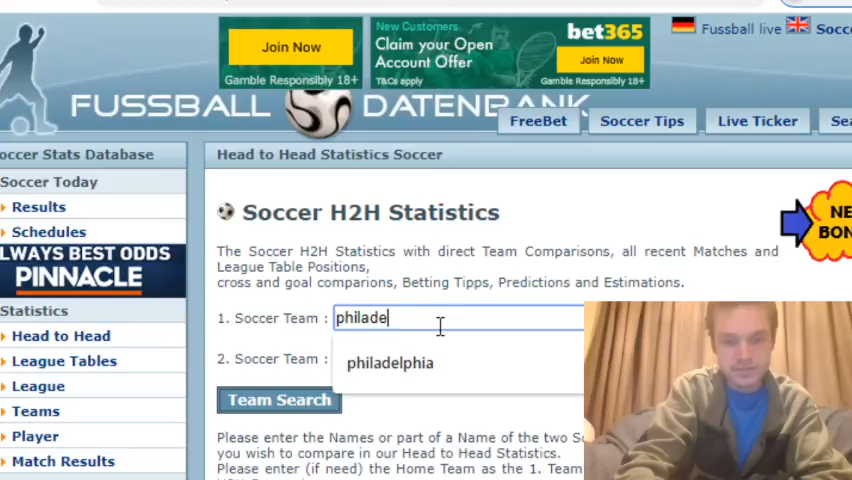 Join Now
Gamble Responsibly 18+
New Customers
Claim your Open
Account Offer
T&Cs apply
bet365
Join Now
Gamble Responsibly 18+
Fussball live
FUSSBALL DATENBANK
FreeBet
Soccer Tips
Live Ticker
occer Stats Database
Head to Head Statistics Soccer
Soccer Today
Results
Schedules
LWAYS BEST ODDS
PINNACLE
Statistics
Head to Head
League Tables
League
Teams
Player
Match Results
Soccer H2H Statistics
NE
BON
The Soccer H2H Statistics with direct Team Comparisons, all recent Matches and
League Table Positions,
cross and goal comparions, Betting Tipps, Predictions and Estimations.
1. Soccer Team : philade
philadelphia
2. Soccer Team :
Team Search
Please enter the Names or part of a Name of the two
you wish to compare in our Head to Head Statistics.
Please enter (if need) the Home Team as the 1. Team